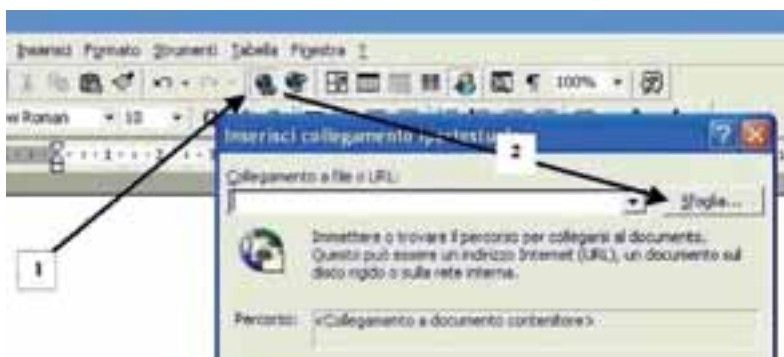 Inserisci Formato Strumenti Tabella Finestra ?
100%
Roman 10
Inserisci collegamento ipertestuale
2
Collegamento a file o URL:
Sfoglia...
1
Immettere o trovare il percorso per collegarsi al documento.
Questo può essere un indirizzo Internet (URL), un documento sul
disco rigido o sulla rete interna.
Percorso: <Collegamento a documento contenitore>